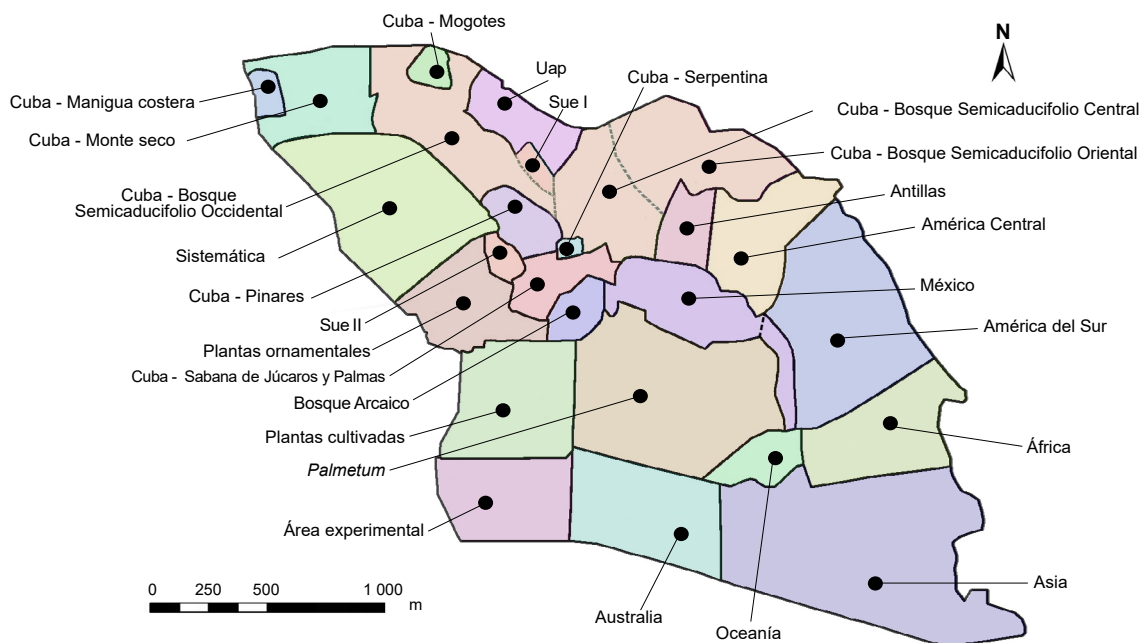 Cuba - Mogotes
N
Uap
Cuba - Serpentina
Sue I
Cuba - Manigua costera
Cuba - Bosque Semicaducifolio Central
Cuba - Monte seco
Cuba - Bosque Semicaducifolio Oriental
Cuba - Bosque
Semicaducifolio Occidental
Antillas
América Central
Sistemática
Cuba - Pinares
México
Sue II
América del Sur
Plantas ornamentales
Cuba - Sabana de Júcaros y Palmas
Bosque Arcaico
Plantas cultivadas
África
Palmetum
Área experimental
Asia
0 250 500 1 000
m
Australia
Oceanía